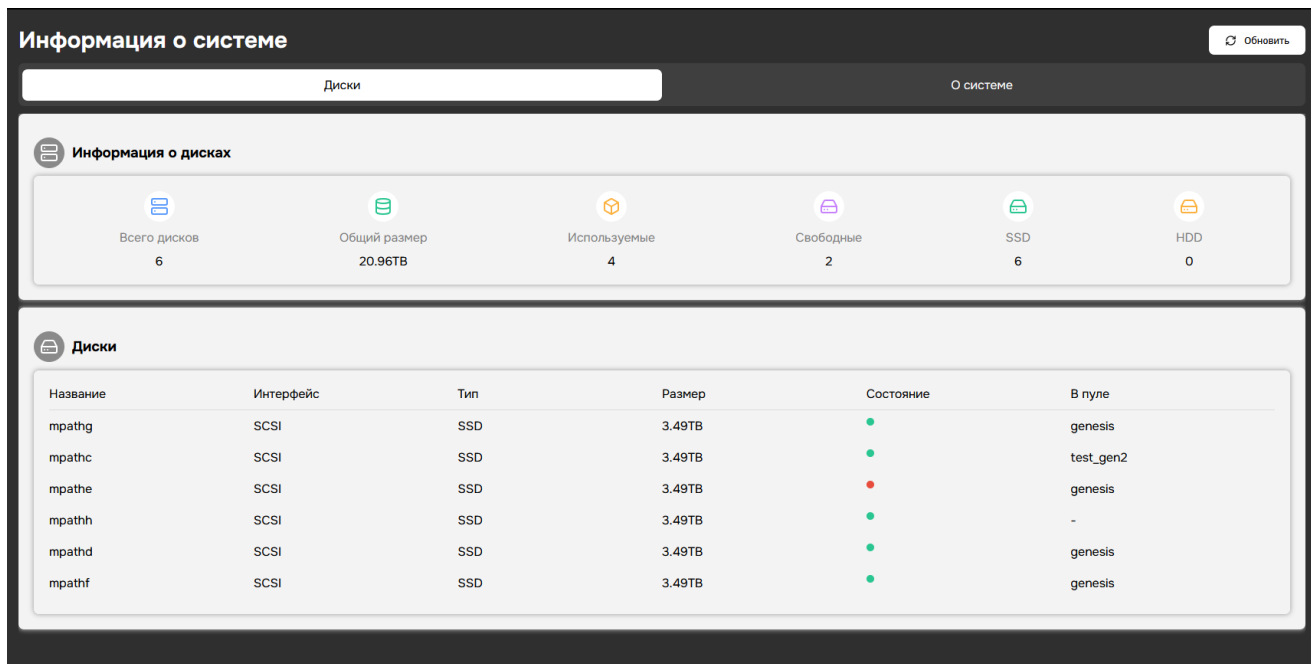 Информация о системе
Обновить
Диски О системе
Информация о дисках
Всего дисков Общий размер Используемые Свободные SSD HDD
6 20.96TB 4 2 6 0
Диски
Название Интерфейс Тип Размер Состояние В пуле
mpathg SCSI SSD 3.49TB genesis
mpathc SCSI SSD 3.49TB test_gen2
mpathe SCSI SSD 3.49TB genesis
mpathh SCSI SSD 3.49TB -
mpathd SCSI SSD 3.49TB genesis
mpathf SCSI SSD 3.49TB genesis